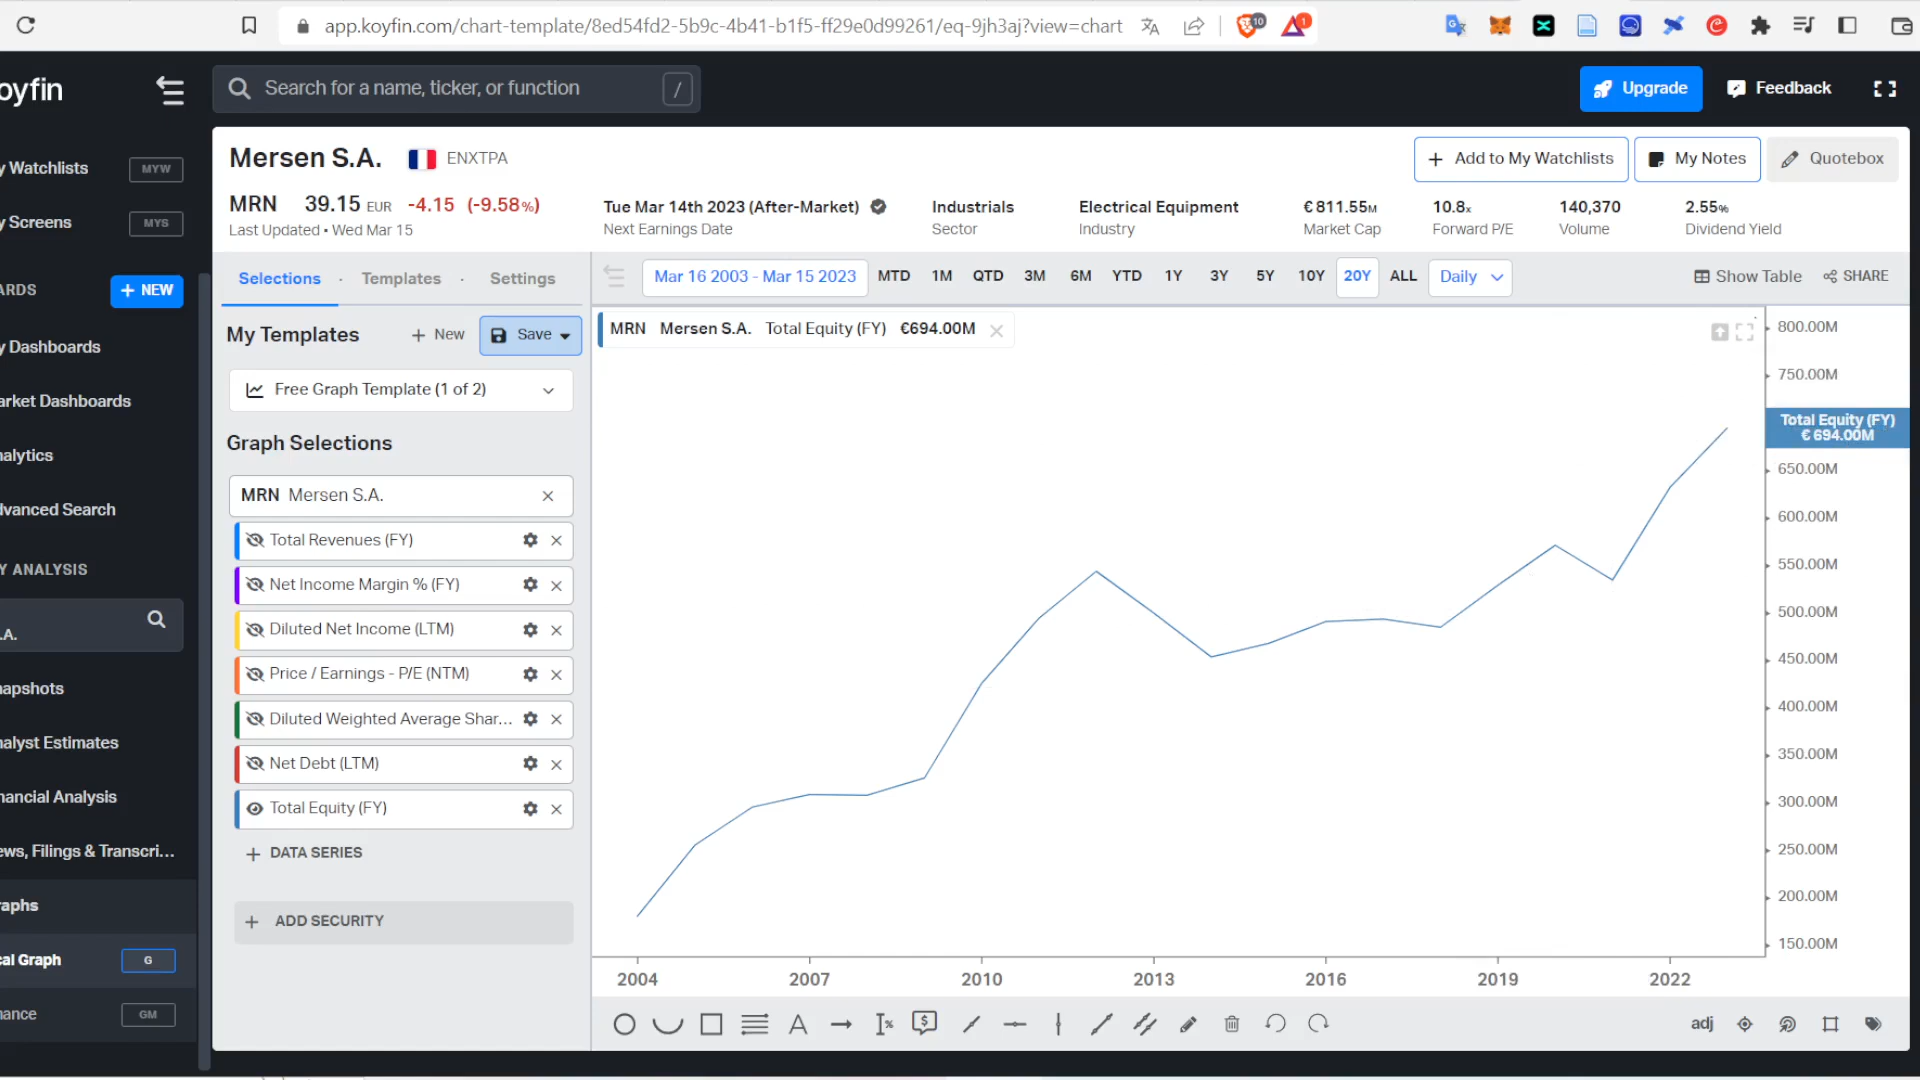 app.koyfin.com/chart-template/8ed54fd2-5b9c-4b41-b1f5-ff29e0d99261/eq-9jh3aj?view=chart
10
1
oyfin
Search for a name, ticker, or function
/
Upgrade
Feedback
y Watchlists
MYW
y Screens
MYS
ARDS
+ NEW
y Dashboards
arket Dashboards
nalytics
dvanced Search
Y ANALYSIS
.A.
napshots
nalyst Estimates
nancial Analysis
ews, Filings & Transcri...
raphs
cal Graph
G
nance
GM
Mersen S.A.
ENXTPA
+ Add to My Watchlists
My Notes
Quotebox
MRN 39.15 EUR -4.15 (-9.58%)
Last Updated • Wed Mar 15
Tue Mar 14th 2023 (After-Market)
Next Earnings Date
Industrials
Sector
Electrical Equipment
Industry
€ 811.55M
Market Cap
10.8x
Forward P/E
140,370
Volume
2.55%
Dividend Yield
Selections · Templates · Settings
Mar 16 2003 - Mar 15 2023
MTD
1M
QTD
3M
6M
YTD
1Y
3Y
5Y
10Y
20Y
ALL
Daily
Show Table
SHARE
My Templates
+ New
Save
Free Graph Template (1 of 2)
Graph Selections
MRN Mersen S.A.
Total Revenues (FY)
Net Income Margin % (FY)
Diluted Net Income (LTM)
Price / Earnings - P/E (NTM)
Diluted Weighted Average Shar...
Net Debt (LTM)
Total Equity (FY)
+ DATA SERIES
+ ADD SECURITY
MRN Mersen S.A. Total Equity (FY) €694.00M
800.00M
750.00M
Total Equity (FY)
€ 694.00M
650.00M
600.00M
550.00M
500.00M
450.00M
400.00M
350.00M
300.00M
250.00M
200.00M
150.00M
2004
2007
2010
2013
2016
2019
2022
adj